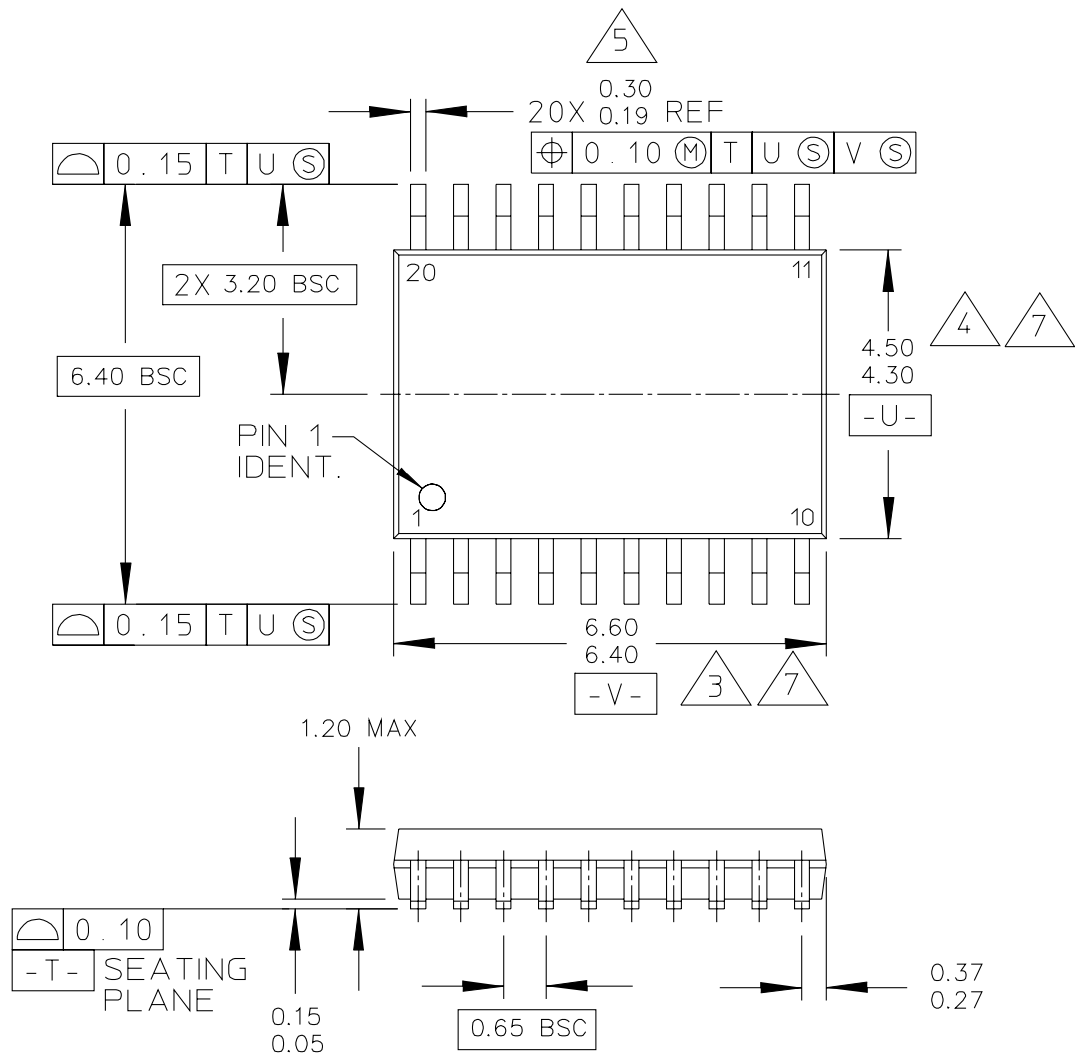 5
0.30
20X 0.19 REF
⌖ 0.10 Ⓜ T U Ⓢ V Ⓢ
⌓ 0.15 T U Ⓢ
2X 3.20 BSC
6.40 BSC
20
11
4.50
4.30
4
7
-U-
PIN 1
IDENT.
1
10
⌓ 0.15 T U Ⓢ
6.60
6.40
-V-
3
7
1.20 MAX
⌓ 0.10
-T- SEATING
PLANE
0.15
0.05
0.65 BSC
0.37
0.27